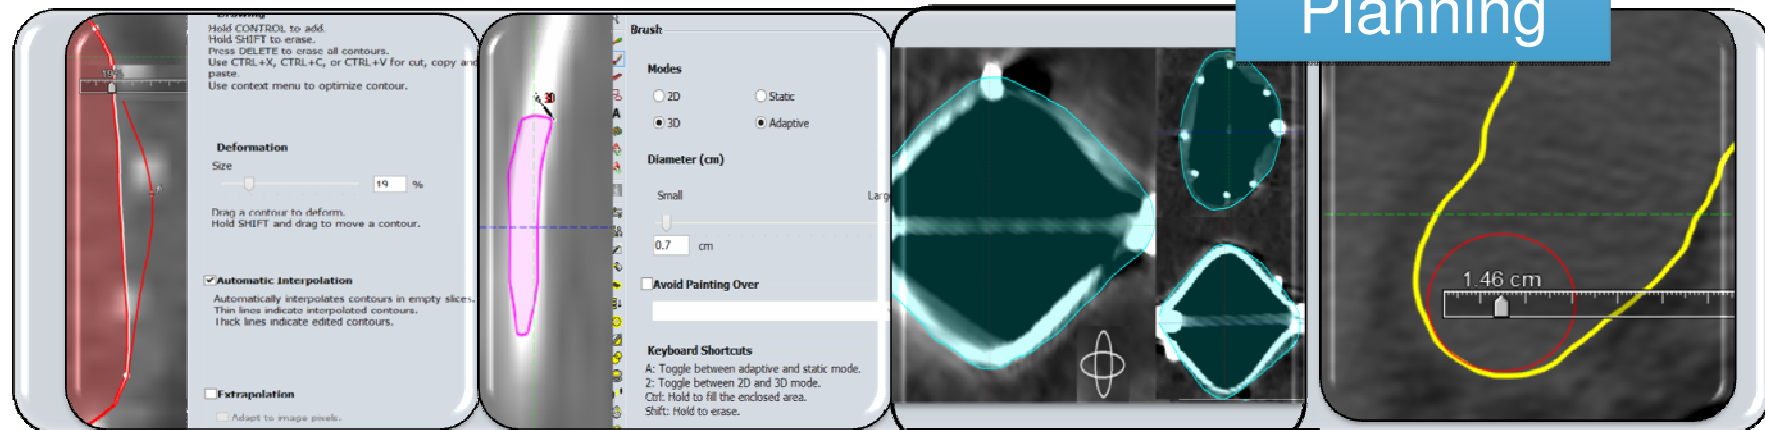 Planning
Drawing
Hold CONTROL to add.
Hold SHIFT to erase.
Press DELETE to erase all contours.
Use CTRL+X, CTRL+C, or CTRL+V for cut, copy and
paste.
Use context menu to optimize contour.
19%
Deformation
Size
19 %
Drag a contour to deform.
Hold SHIFT and drag to move a contour.
Automatic Interpolation
Automatically interpolates contours in empty slices.
Thin lines indicate interpolated contours.
Thick lines indicate edited contours.
Extrapolation
Adapt to image pixels.
Brush
Modes
2D Static
3D Adaptive
Diameter (cm)
Small Larg
0.7 cm
Avoid Painting Over
Keyboard Shortcuts
A: Toggle between adaptive and static mode.
2: Toggle between 2D and 3D mode.
Ctrl: Hold to fill the enclosed area.
Shift: Hold to erase.
A
1.46 cm